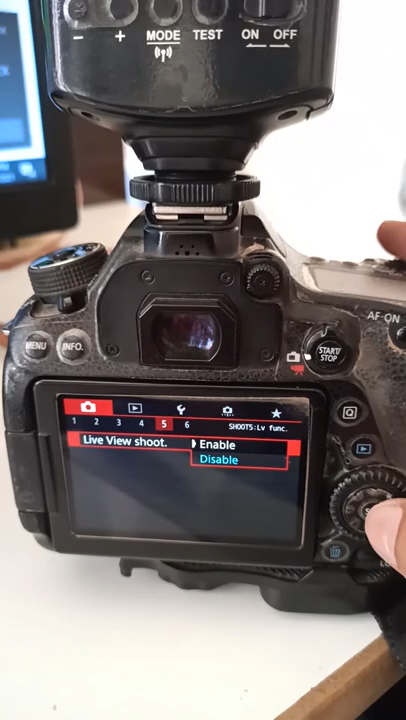 − + MODE TEST ON OFF
MENU INFO. START/
STOP
AF-ON
Q
1 2 3 4 5 6 SHOOT5:Lv func.
Live View shoot. Enable
Disable